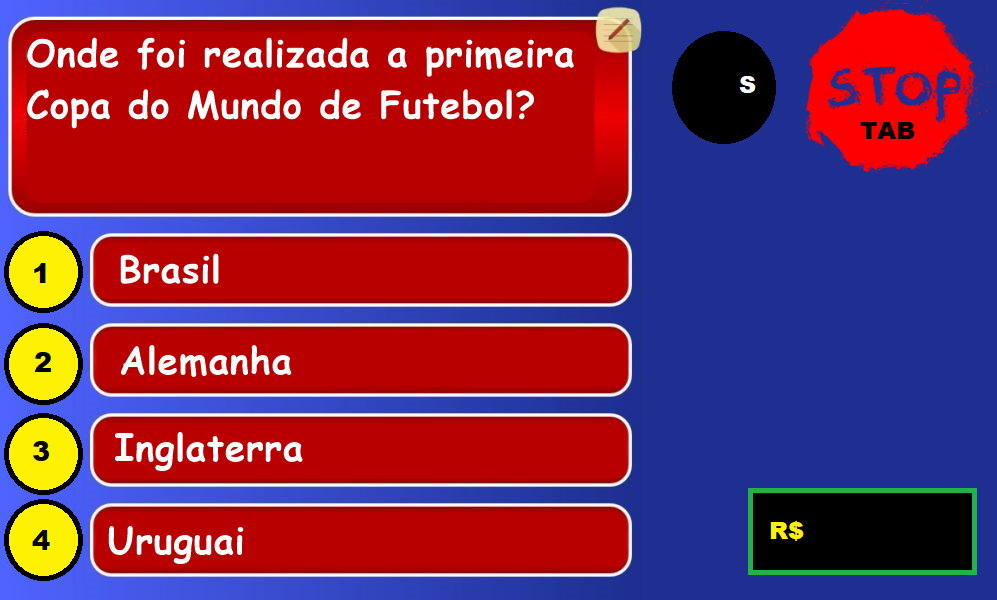 Onde foi realizada a primeira
Copa do Mundo de Futebol?
S
STOP
TAB
1
Brasil
2
Alemanha
3
Inglaterra
4
Uruguai
R$